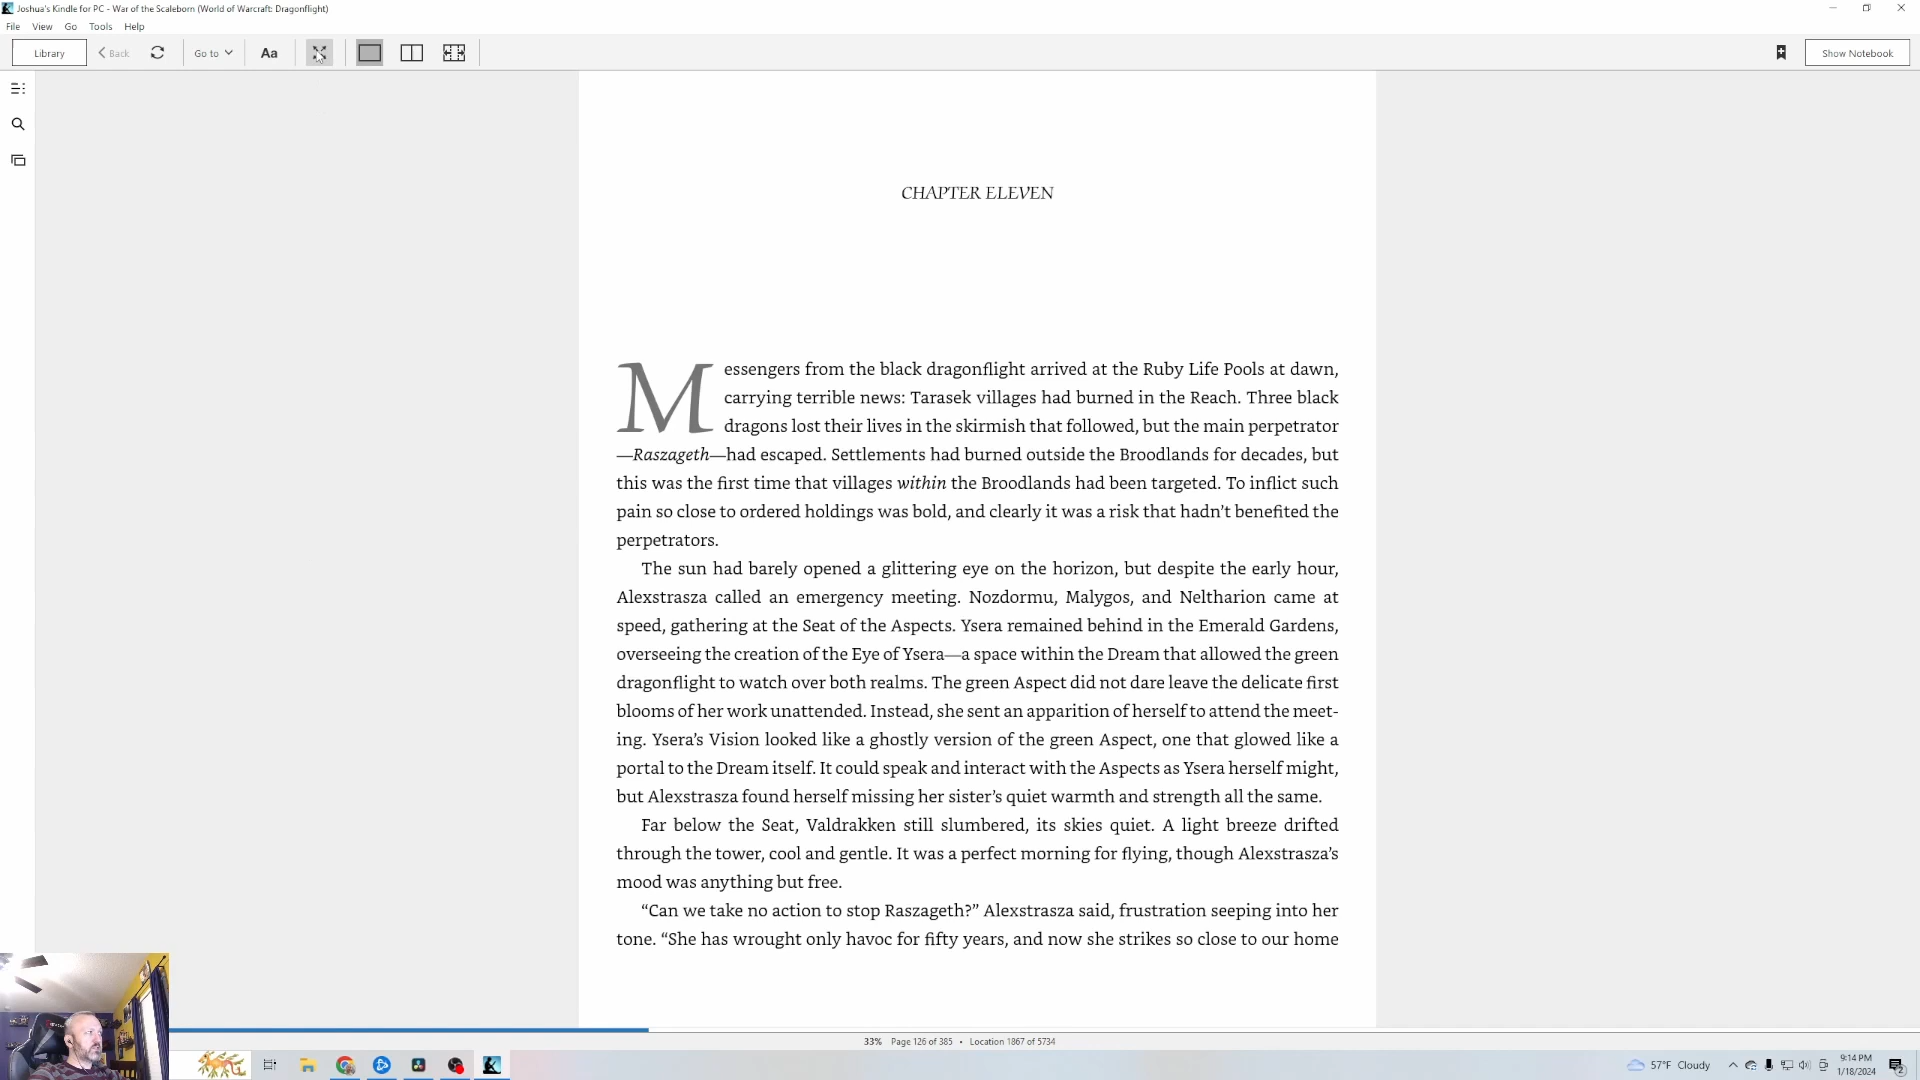 Joshua's Kindle for PC - War of the Scaleborn (World of Warcraft: Dragonflight)
File View Go Tools Help
Library Back Go to Aa Show Notebook
CHAPTER ELEVEN
Messengers from the black dragonflight arrived at the Ruby Life Pools at dawn,
carrying terrible news: Tarasek villages had burned in the Reach. Three black
dragons lost their lives in the skirmish that followed, but the main perpetrator
—Raszageth—had escaped. Settlements had burned outside the Broodlands for decades, but
this was the first time that villages within the Broodlands had been targeted. To inflict such
pain so close to ordered holdings was bold, and clearly it was a risk that hadn’t benefited the
perpetrators.
The sun had barely opened a glittering eye on the horizon, but despite the early hour,
Alexstrasza called an emergency meeting. Nozdormu, Malygos, and Neltharion came at
speed, gathering at the Seat of the Aspects. Ysera remained behind in the Emerald Gardens,
overseeing the creation of the Eye of Ysera—a space within the Dream that allowed the green
dragonflight to watch over both realms. The green Aspect did not dare leave the delicate first
blooms of her work unattended. Instead, she sent an apparition of herself to attend the meet-
ing. Ysera’s Vision looked like a ghostly version of the green Aspect, one that glowed like a
portal to the Dream itself. It could speak and interact with the Aspects as Ysera herself might,
but Alexstrasza found herself missing her sister’s quiet warmth and strength all the same.
Far below the Seat, Valdrakken still slumbered, its skies quiet. A light breeze drifted
through the tower, cool and gentle. It was a perfect morning for flying, though Alexstrasza’s
mood was anything but free.
“Can we take no action to stop Raszageth?” Alexstrasza said, frustration seeping into her
tone. “She has wrought only havoc for fifty years, and now she strikes so close to our home
33% Page 126 of 385 • Location 1867 of 5734
57°F Cloudy
9:14 PM
1/18/2024
2